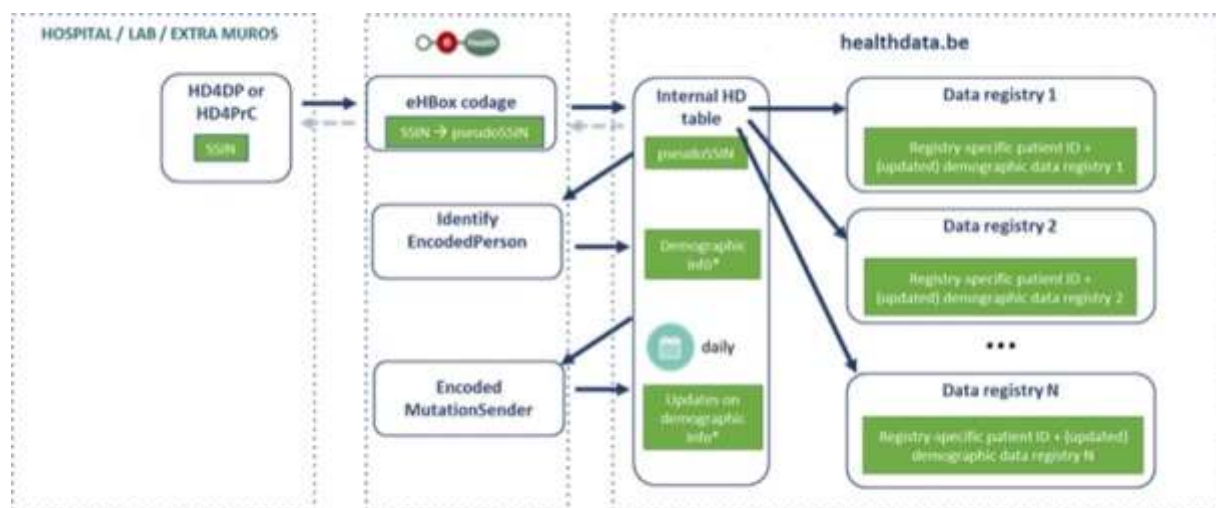 HOSPITAL / LAB / EXTRA MUROS
HD4DP or
HD4PrC
SSIN
eHealth
eHBox codage
SSIN → pseudoSSIN
Identify
EncodedPerson
Encoded
MutationSender
healthdata.be
Internal HD
table
pseudoSSIN
Demographic
info*
daily
Updates on
demographic
info*
Data registry 1
Registry-specific patient ID +
(updated) demographic data registry 1
Data registry 2
Registry-specific patient ID +
(updated) demographic data registry 2
...
Data registry N
Registry-specific patient ID + (updated)
demographic data registry N